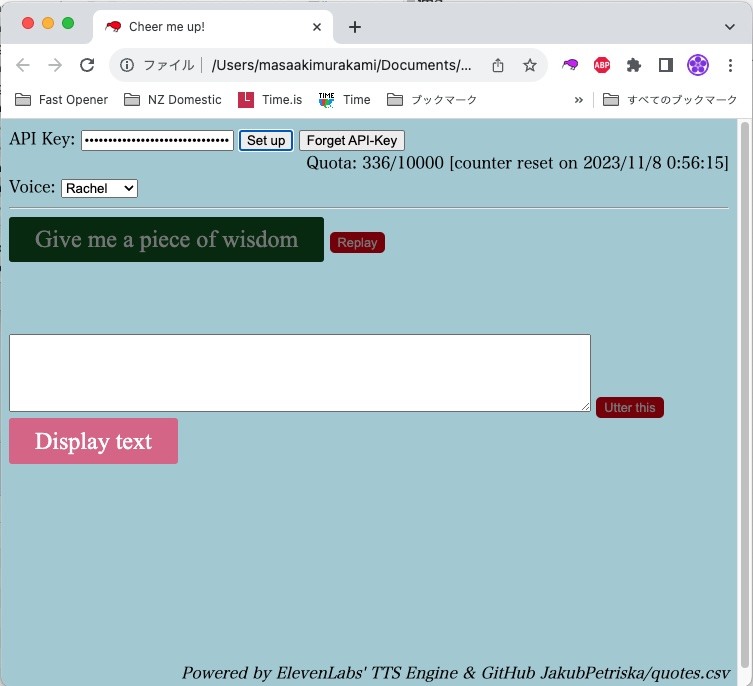 Cheer me up!
ファイル /Users/masaakimurakami/Documents/...
ABP
Fast Opener NZ Domestic Time.is Time ブックマーク » すべてのブックマーク
API Key: •••••••••••••••••••••••••••••••• Set up Forget API-Key
Quota: 336/10000 [counter reset on 2023/11/8 0:56:15]
Voice: Rachel
Give me a piece of wisdom Replay
Utter this
Display text
Powered by ElevenLabs' TTS Engine & GitHub JakubPetriska/quotes.csv